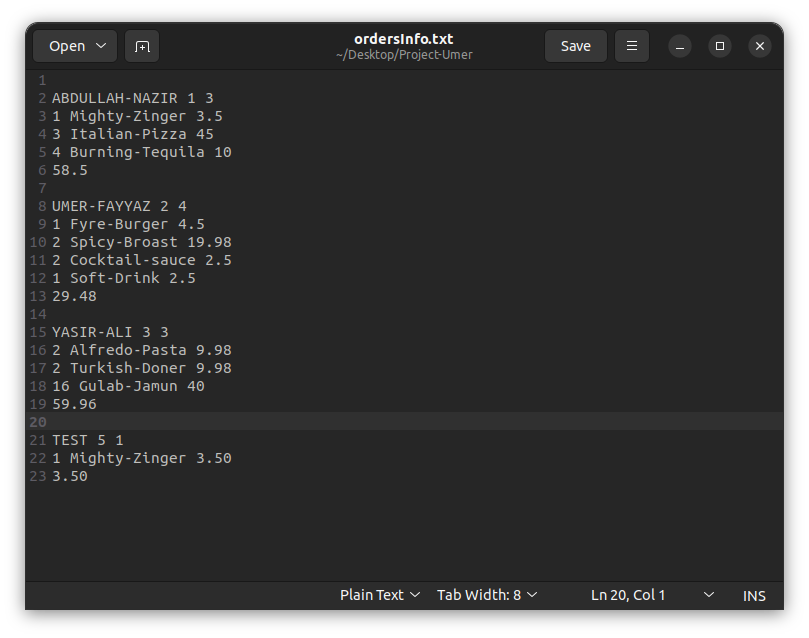 Open
ordersInfo.txt
~/Desktop/Project-Umer
Save
1
2 ABDULLAH-NAZIR 1 3
3 1 Mighty-Zinger 3.5
4 3 Italian-Pizza 45
5 4 Burning-Tequila 10
6 58.5
7
8 UMER-FAYYAZ 2 4
9 1 Fyre-Burger 4.5
10 2 Spicy-Broast 19.98
11 2 Cocktail-sauce 2.5
12 1 Soft-Drink 2.5
13 29.48
14
15 YASIR-ALI 3 3
16 2 Alfredo-Pasta 9.98
17 2 Turkish-Doner 9.98
18 16 Gulab-Jamun 40
19 59.96
20
21 TEST 5 1
22 1 Mighty-Zinger 3.50
23 3.50
Plain Text Tab Width: 8 Ln 20, Col 1 INS